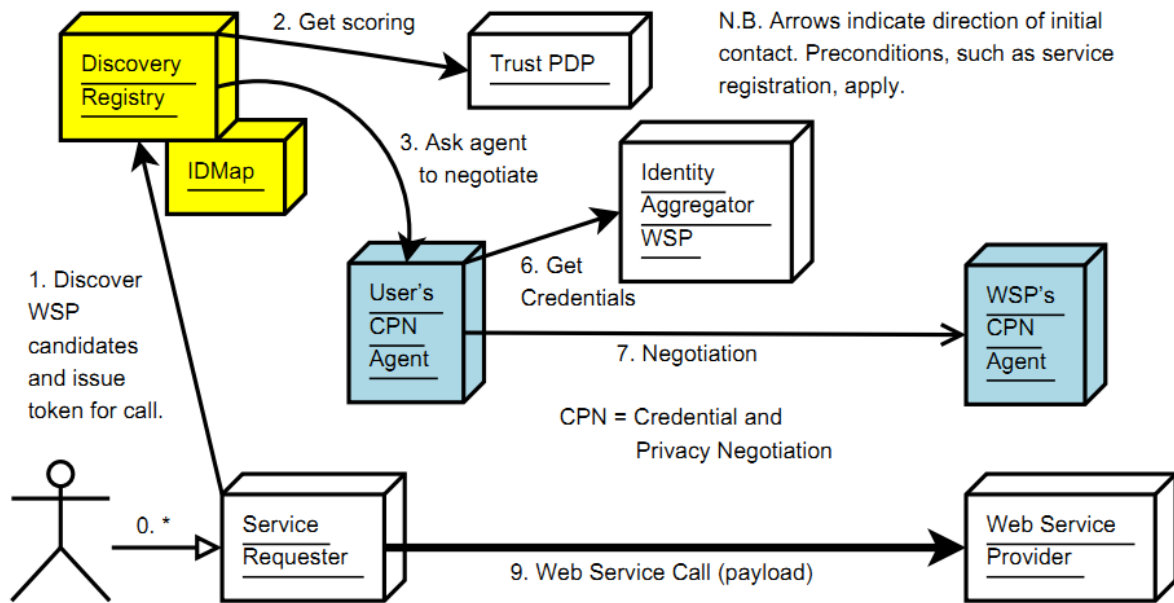 2. Get scoring
N.B. Arrows indicate direction of initial
contact. Preconditions, such as service
registration, apply.
Discovery
Registry
Trust PDP
IDMap
3. Ask agent
to negotiate
Identity
Aggregator
WSP
1. Discover
WSP
candidates
and issue
token for call.
User's
CPN
Agent
6. Get
Credentials
WSP's
CPN
Agent
7. Negotiation
CPN = Credential and
Privacy Negotiation
0. *
Service
Requester
Web Service
Provider
9. Web Service Call (payload)